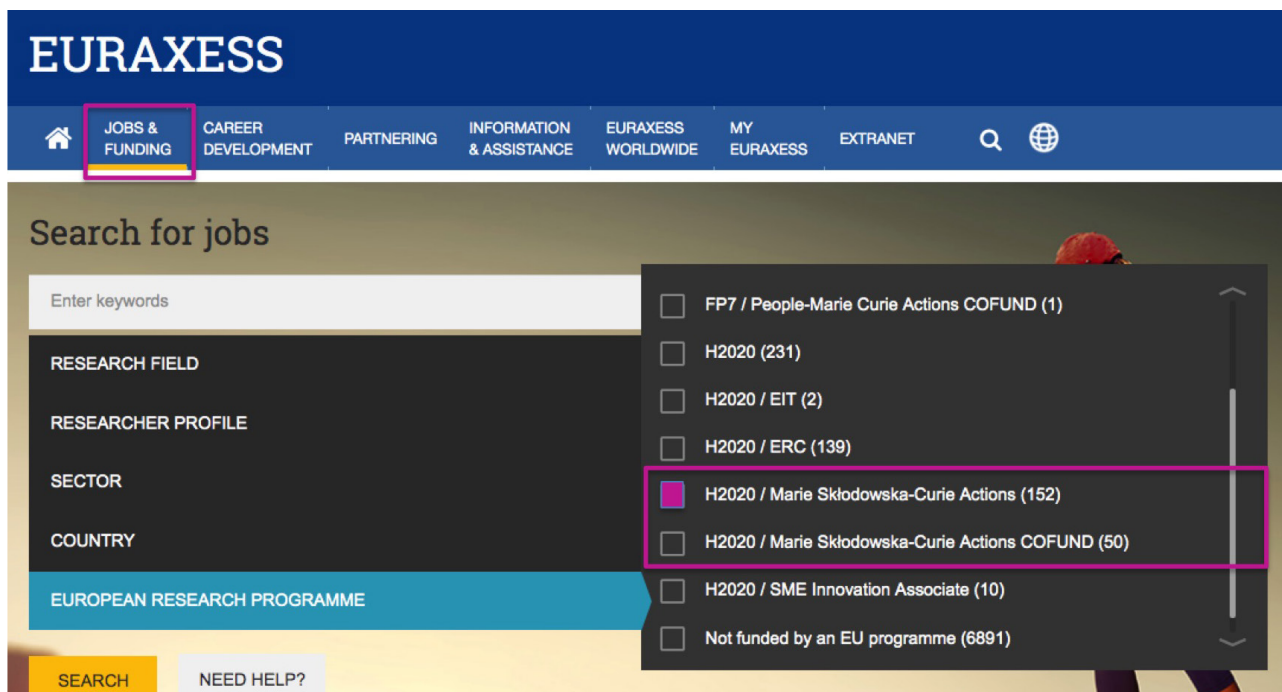 EURAXESS
JOBS &
FUNDING
CAREER
DEVELOPMENT
PARTNERING
INFORMATION
& ASSISTANCE
EURAXESS
WORLDWIDE
MY
EURAXESS
EXTRANET
Search for jobs
Enter keywords
RESEARCH FIELD
RESEARCHER PROFILE
SECTOR
COUNTRY
EUROPEAN RESEARCH PROGRAMME
FP7 / People-Marie Curie Actions COFUND (1)
H2020 (231)
H2020 / EIT (2)
H2020 / ERC (139)
H2020 / Marie Skłodowska-Curie Actions (152)
H2020 / Marie Skłodowska-Curie Actions COFUND (50)
H2020 / SME Innovation Associate (10)
Not funded by an EU programme (6891)
SEARCH
NEED HELP?